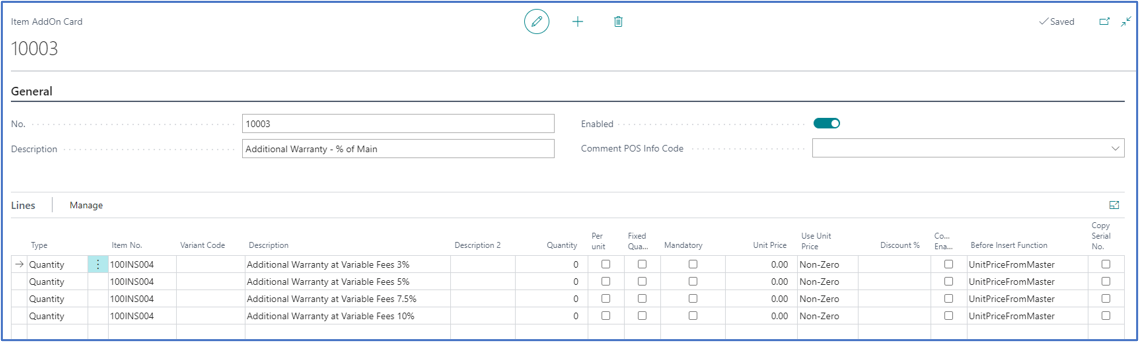 Item AddOn Card
Saved
10003
General
No. 10003 Enabled
Description Additional Warranty - % of Main Comment POS Info Code
Lines Manage
Type Item No. Variant Code Description Description 2 Quantity Per unit Fixed Qua... Mandatory Unit Price Use Unit Price Discount % Co... Ena... Before Insert Function Copy Serial No.
Quantity 100INS004 Additional Warranty at Variable Fees 3% 0 0.00 Non-Zero UnitPriceFromMaster
Quantity 100INS004 Additional Warranty at Variable Fees 5% 0 0.00 Non-Zero UnitPriceFromMaster
Quantity 100INS004 Additional Warranty at Variable Fees 7.5% 0 0.00 Non-Zero UnitPriceFromMaster
Quantity 100INS004 Additional Warranty at Variable Fees 10% 0 0.00 Non-Zero UnitPriceFromMaster